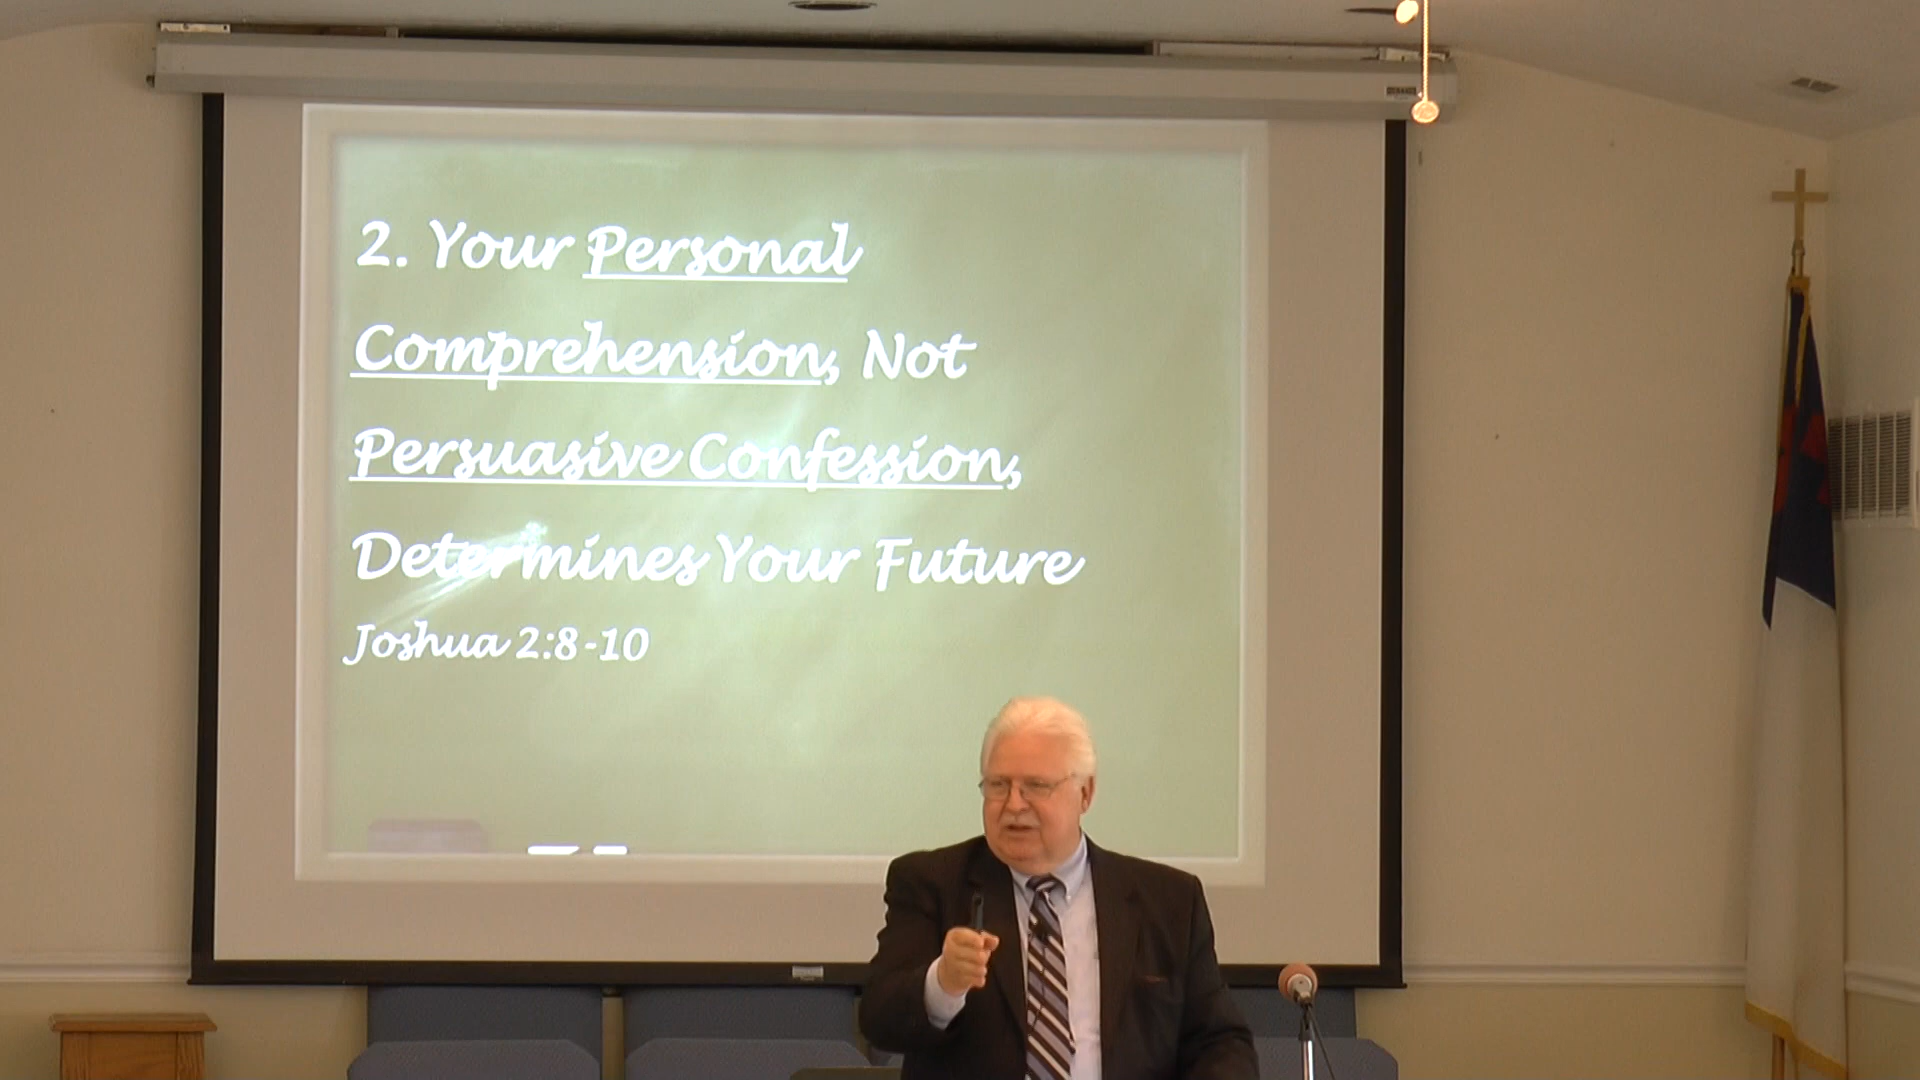 2. Your Personal
Comprehension, Not
Persuasive Confession,
Determines Your Future
Joshua 2:8-10